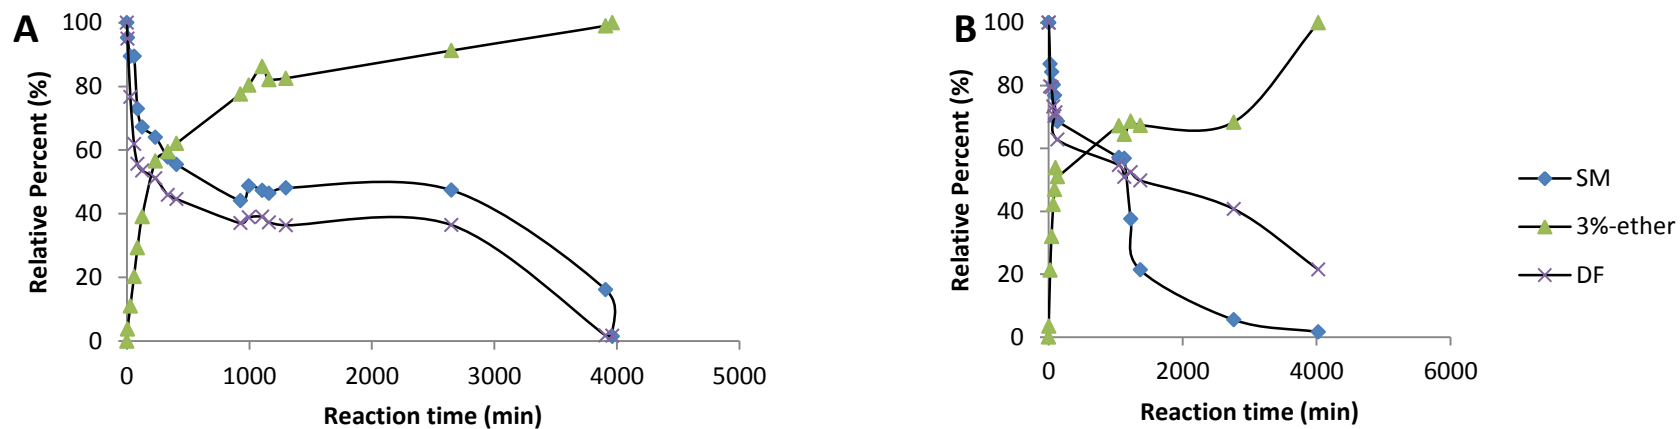 A
Relative Percent (%)
100
80
60
40
20
0
0 1000 2000 3000 4000 5000
Reaction time (min)
B
Relative Percent (%)
100
80
60
40
20
0
0 2000 4000 6000
Reaction time (min)
SM
3%-ether
DF